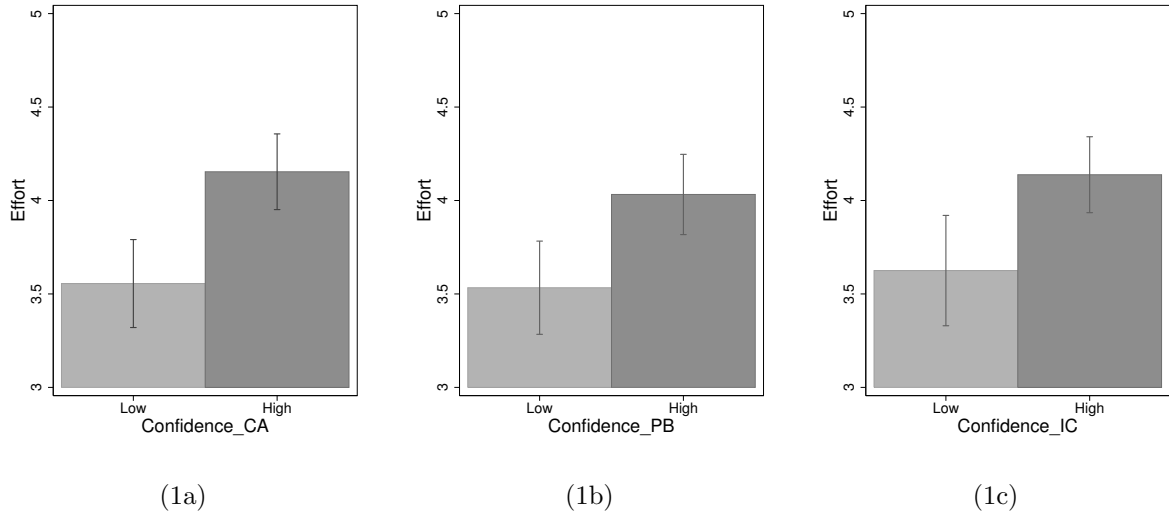 Effort
5
4.5
4
3.5
3
Low High
Confidence_CA
(1a)
Effort
5
4.5
4
3.5
3
Low High
Confidence_PB
(1b)
Effort
5
4.5
4
3.5
3
Low High
Confidence_IC
(1c)